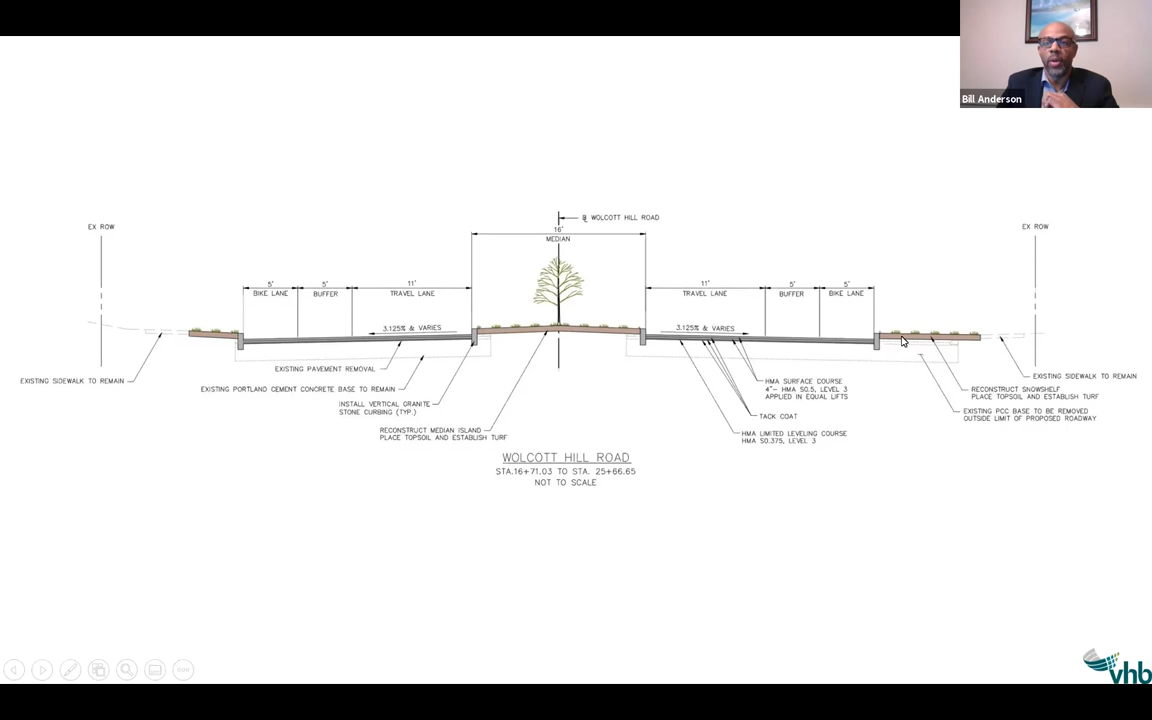 Bill Anderson
EX ROW
EX ROW
℄ WOLCOTT HILL ROAD
16'
MEDIAN
5'
BIKE LANE
5'
BUFFER
11'
TRAVEL LANE
11'
TRAVEL LANE
5'
BUFFER
5'
BIKE LANE
3.125% & VARIES
3.125% & VARIES
EXISTING SIDEWALK TO REMAIN
EXISTING PAVEMENT REMOVAL
EXISTING PORTLAND CEMENT CONCRETE BASE TO REMAIN
INSTALL VERTICAL GRANITE
STONE CURBING (TYP.)
RECONSTRUCT MEDIAN ISLAND
PLACE TOPSOIL AND ESTABLISH TURF
HMA SURFACE COURSE
4"- HMA S0.5, LEVEL 3
APPLIED IN EQUAL LIFTS
TACK COAT
HMA LIMITED LEVELING COURSE
HMA S0.375, LEVEL 3
EXISTING SIDEWALK TO REMAIN
RECONSTRUCT SNOWSHELF
PLACE TOPSOIL AND ESTABLISH TURF
EXISTING PCC BASE TO BE REMOVED
OUTSIDE LIMIT OF PROPOSED ROADWAY
WOLCOTT HILL ROAD
STA.16+71.03 TO STA. 25+66.65
NOT TO SCALE
vhb